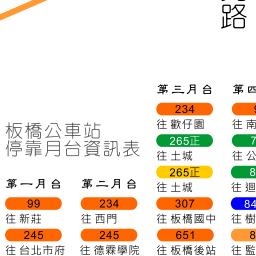 路
板橋公車站
停靠月台資訊表
第一月台
99
往 新莊
245
往 台北市府
第二月台
234
往 西門
245
往 德霖學院
第三月台
234
往 歡仔園
265正
往 土城
265正
往 土城
307
往 板橋國中
651
往 板橋後站
第四
往 南
7
往 公
8
往 迴
84
往 樹
8
往 監